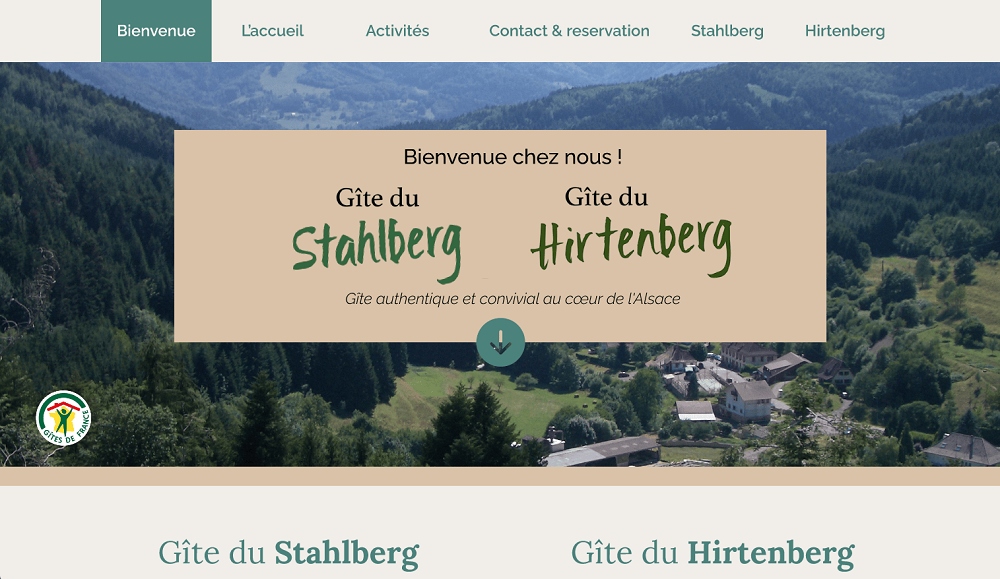 Bienvenue L'accueil Activités Contact & reservation Stahlberg Hirtenberg
Bienvenue chez nous !
Gîte du Gîte du
Stahlberg Hirtenberg
Gîte authentique et convivial au cœur de l'Alsace
GÎTES DE FRANCE
Gîte du Stahlberg Gîte du Hirtenberg